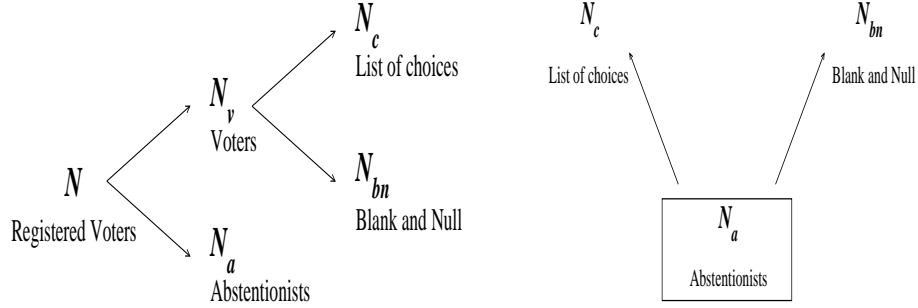 N_c
List of choices
N_v
Voters
N
Registered Voters
N_bn
Blank and Null
N_a
Abstentionists
N_c
List of choices
N_bn
Blank and Null
N_a
Abstentionists